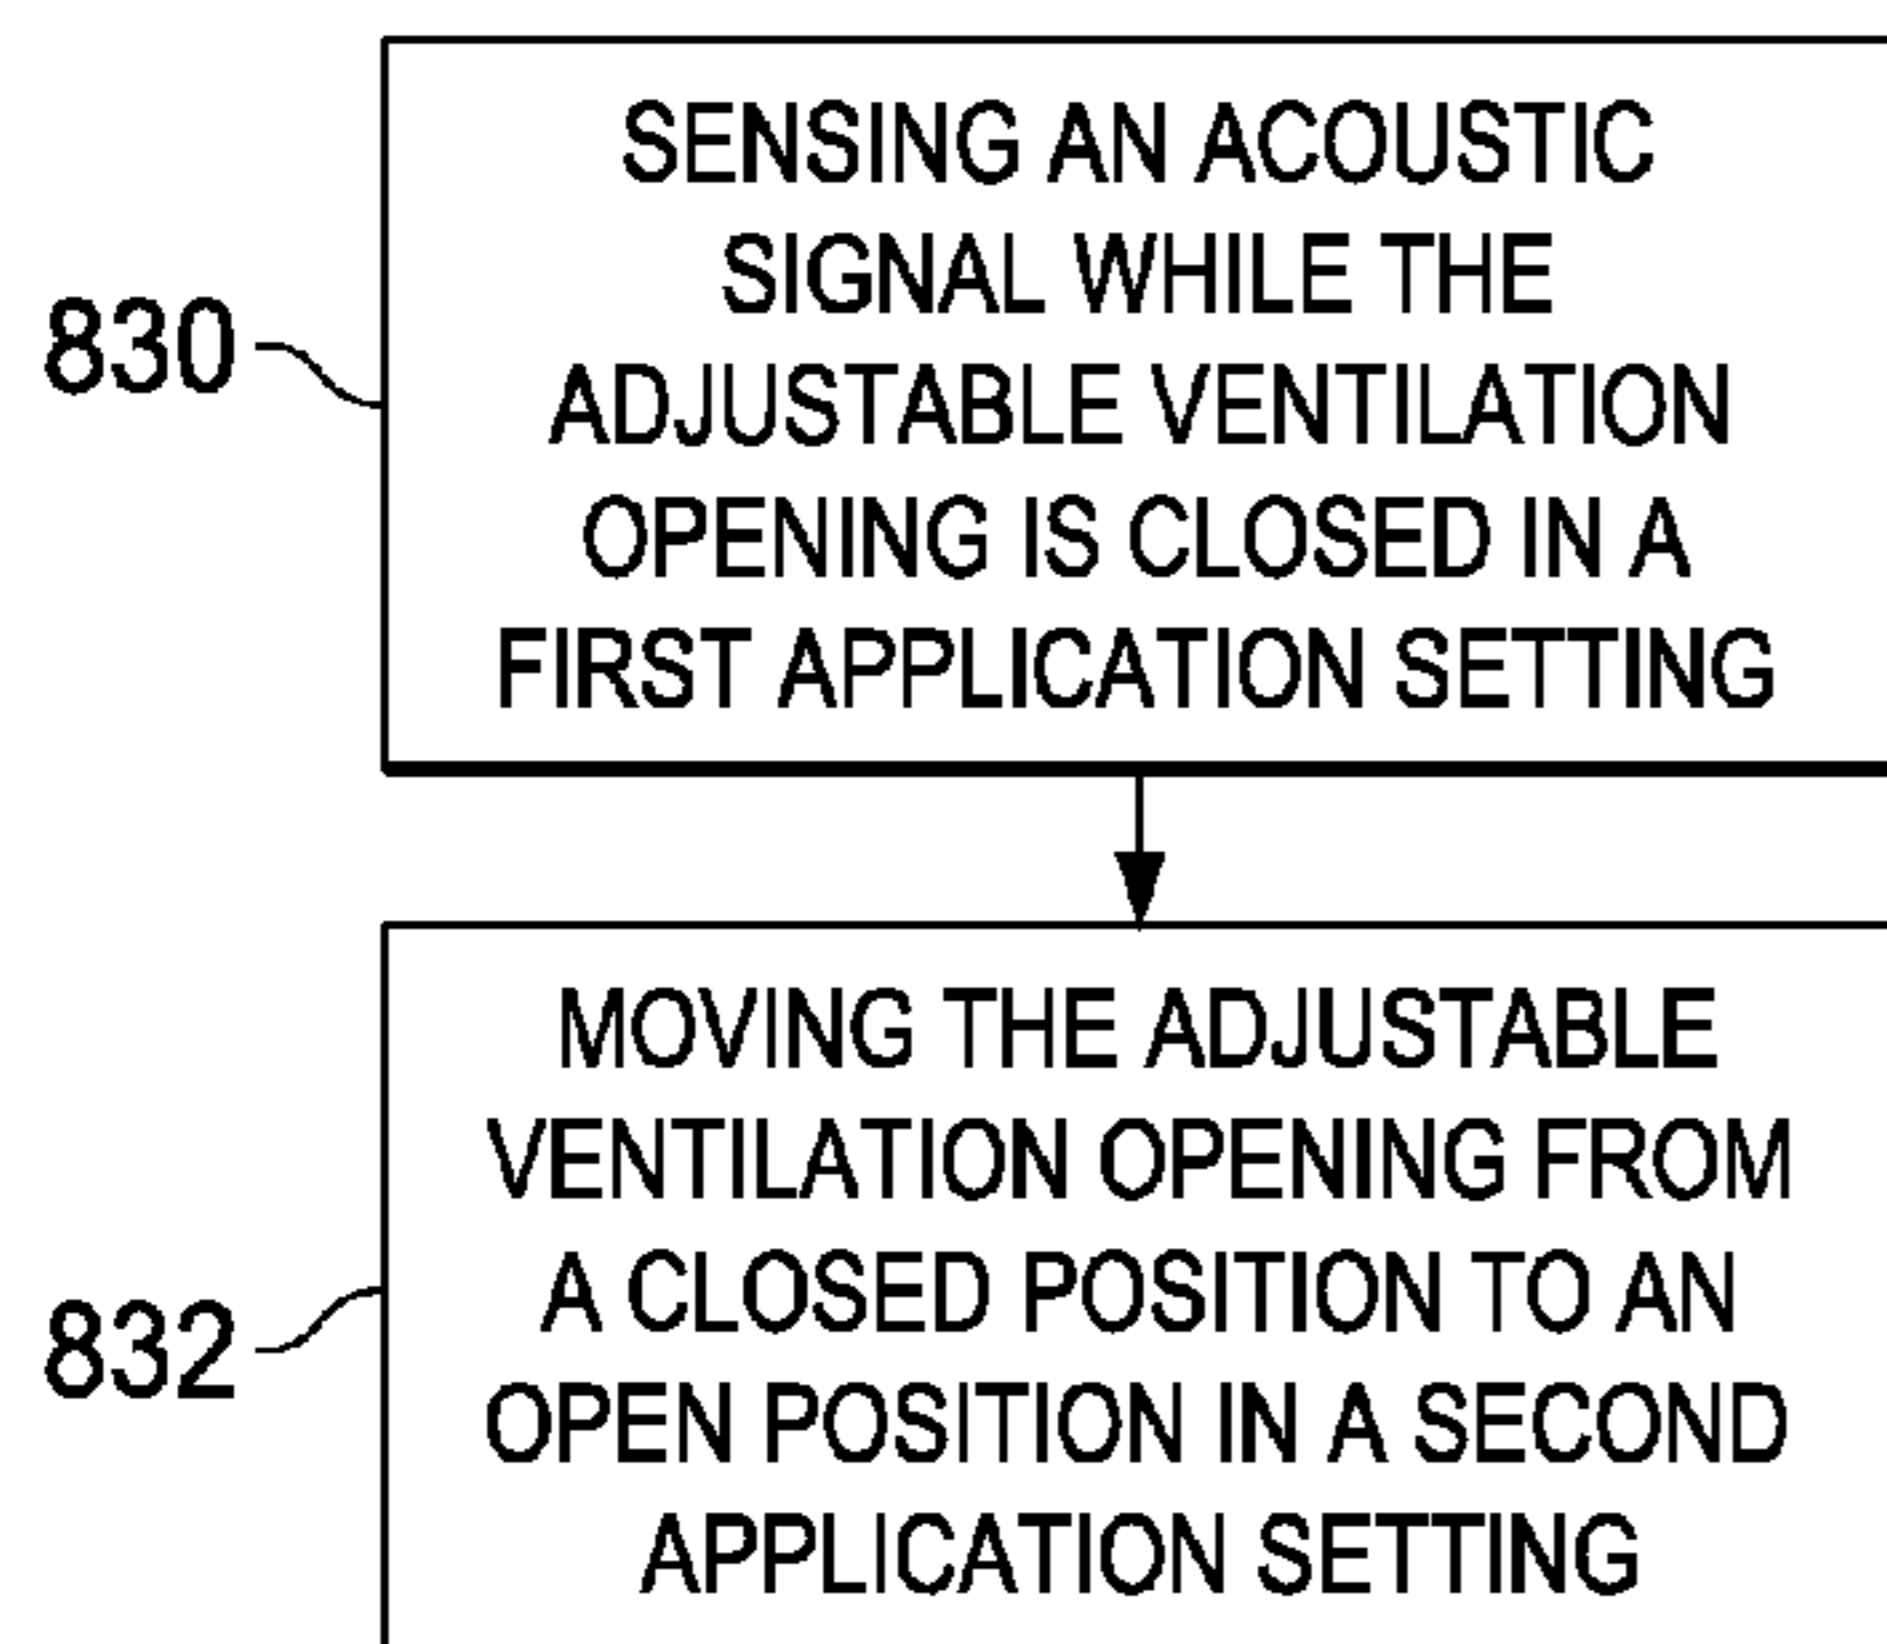 830
SENSING AN ACOUSTIC
SIGNAL WHILE THE
ADJUSTABLE VENTILATION
OPENING IS CLOSED IN A
FIRST APPLICATION SETTING
832
MOVING THE ADJUSTABLE
VENTILATION OPENING FROM
A CLOSED POSITION TO AN
OPEN POSITION IN A SECOND
APPLICATION SETTING